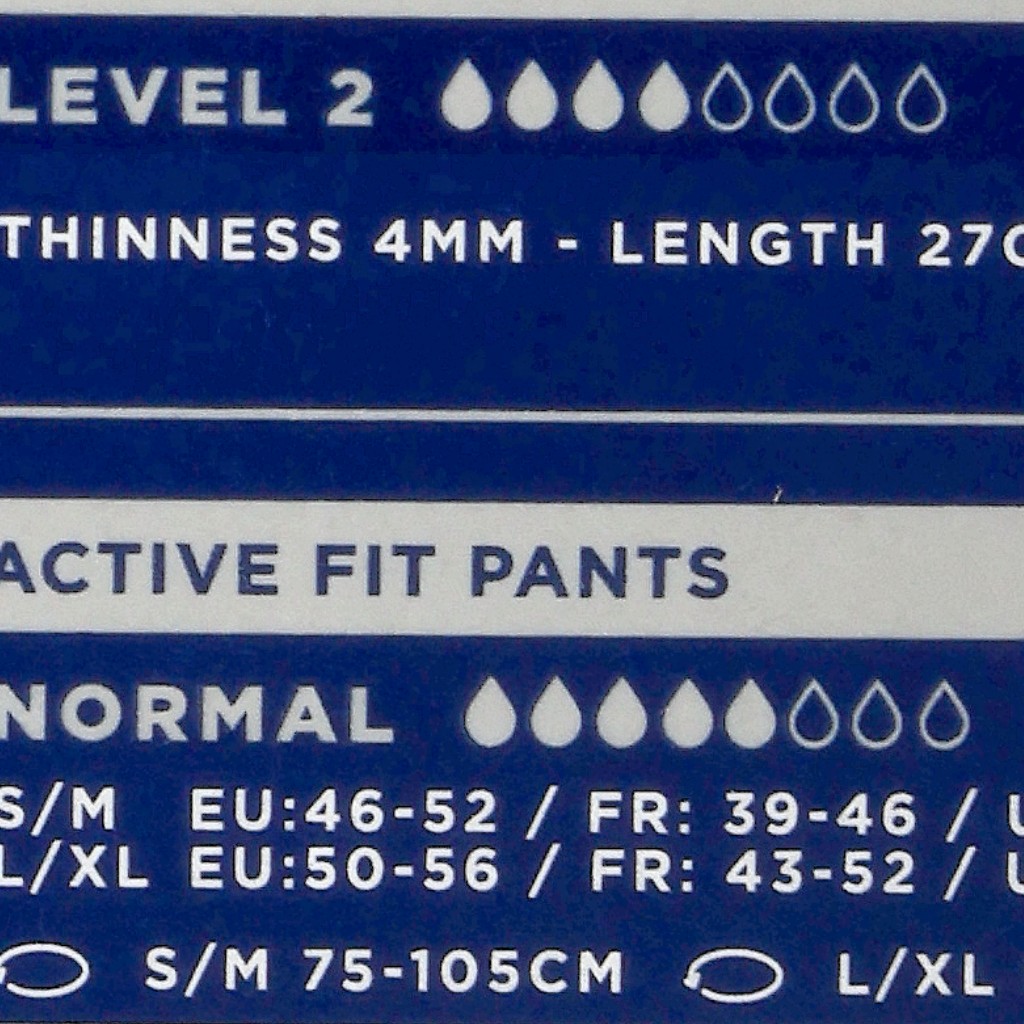 LEVEL 2
THINNESS 4MM - LENGTH 27C
ACTIVE FIT PANTS
NORMAL
S/M EU:46-52 / FR: 39-46 / U
L/XL EU:50-56 / FR: 43-52 / U
S/M 75-105CM L/XL